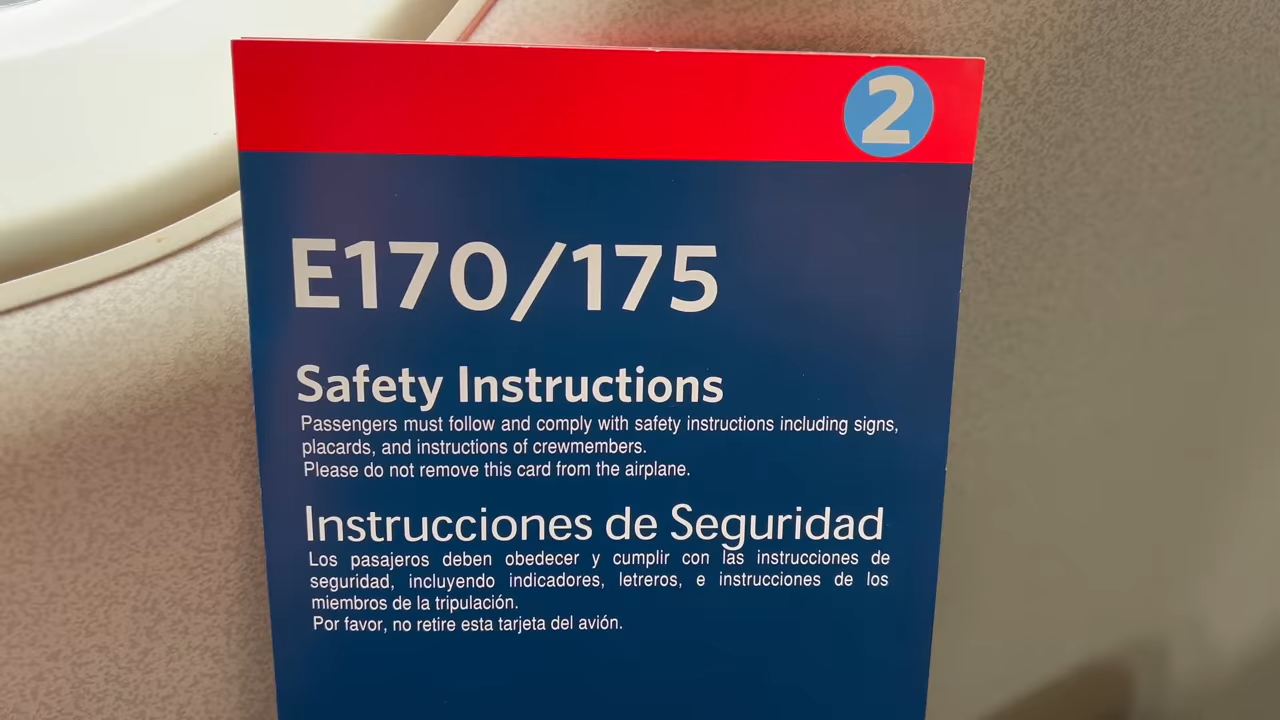 2
E170/175
Safety Instructions
Passengers must follow and comply with safety instructions including signs,
placards, and instructions of crewmembers.
Please do not remove this card from the airplane.
Instrucciones de Seguridad
Los pasajeros deben obedecer y cumplir con las instrucciones de
seguridad, incluyendo indicadores, letreros, e instrucciones de los
miembros de la tripulación.
Por favor, no retire esta tarjeta del avión.